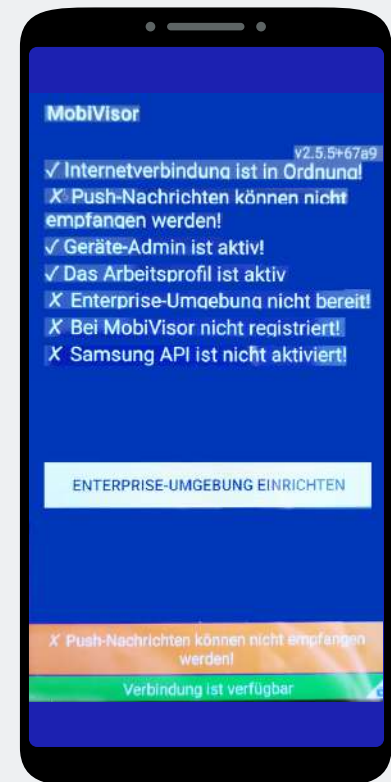 MobiVisor
v2.5.5+67a9
✓ Internetverbindung ist in Ordnung!
X Push-Nachrichten können nicht
empfangen werden!
✓ Geräte-Admin ist aktiv!
✓ Das Arbeitsprofil ist aktiv
X Enterprise-Umgebung nicht bereit!
X Bei MobiVisor nicht registriert!
X Samsung API ist nicht aktiviert!
ENTERPRISE-UMGEBUNG EINRICHTEN
X Push-Nachrichten können nicht empfangen
werden!
Verbindung ist verfügbar